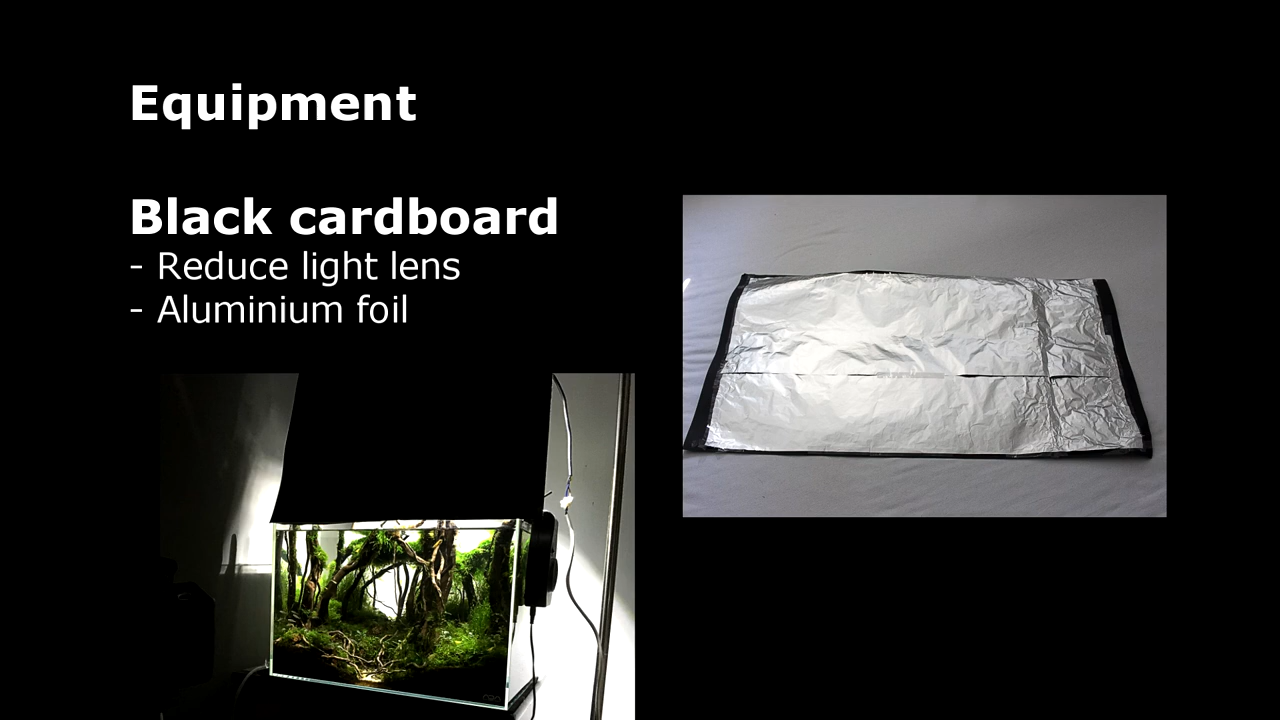 Equipment
Black cardboard
- Reduce light lens
- Aluminium foil